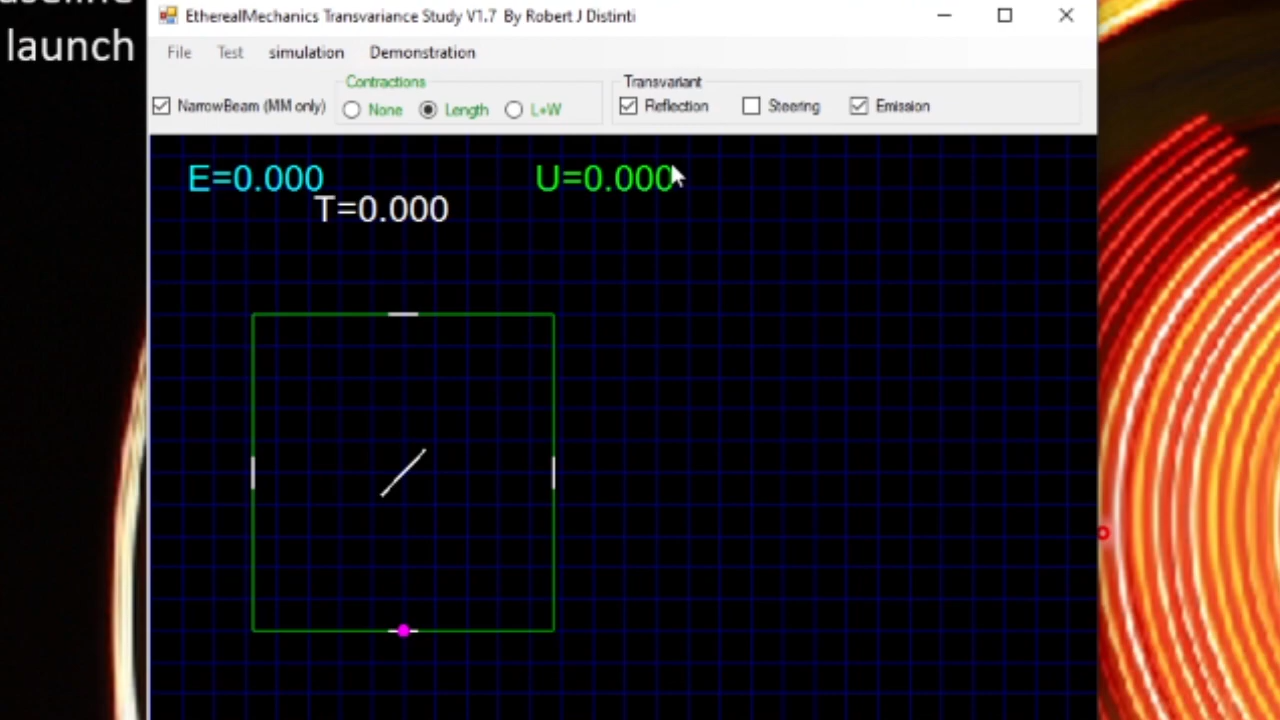 launch
EtherealMechanics Transvariance Study V1.7 By Robert J Distinti
File Test simulation Demonstration
Contractions
Transvariant
NarrowBeam (MM only) None Length L+W Reflection Steering Emission
E=0.000 U=0.000
T=0.000